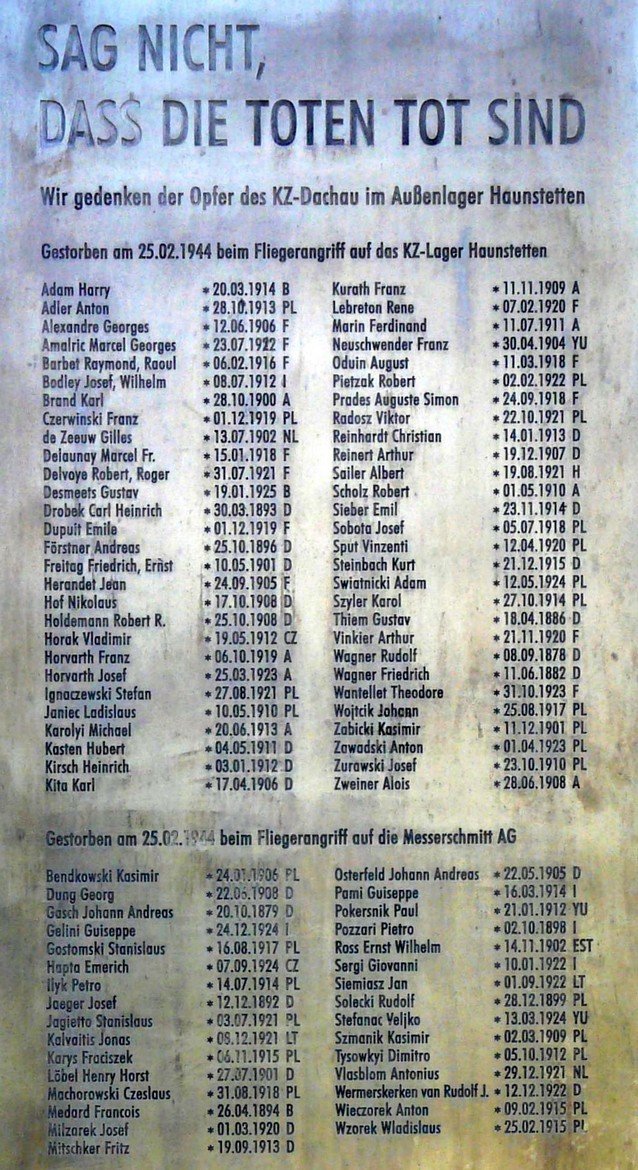 SAG NICHT,
DASS DIE TOTEN TOT SIND
Wir gedenken der Opfer des KZ-Dachau im Außenlager Haunstetten
Gestorben am 25.02.1944 beim Fliegerangriff auf das KZ-Lager Haunstetten
Adam Harry * 20.03.1914 B
Adler Anton * 28.10.1913 PL
Alexandre Georges * 12.06.1906 F
Amalric Marcel Georges * 23.07.1922 F
Barbet Raymond, Raoul * 06.02.1916 F
Bodley Josef, Wilhelm * 08.07.1912 I
Brand Karl * 28.10.1900 A
Czerwinski Franz * 01.12.1919 PL
de Zeeuw Gilles * 13.07.1902 NL
Delaunay Marcel Fr. * 15.01.1918 F
Delvoye Robert, Roger * 31.07.1921 F
Desmeets Gustav * 19.01.1925 B
Drobek Carl Heinrich * 30.03.1893 D
Dupuit Emile * 01.12.1919 F
Förstner Andreas * 25.10.1896 D
Freitag Friedrich, Ernst * 10.05.1901 D
Herandet Jean * 24.09.1905 F
Hof Nikolaus * 17.10.1908 D
Holdemann Robert R. * 25.10.1908 D
Horak Vladimir * 19.05.1912 CZ
Horvarth Franz * 06.10.1919 A
Horvarth Josef * 25.03.1923 A
Ignaczewski Stefan * 27.08.1921 PL
Janiec Ladislaus * 10.05.1910 PL
Karolyi Michael * 20.06.1913 A
Kasten Hubert * 04.05.1911 D
Kirsch Heinrich * 03.01.1912 D
Kita Karl * 17.04.1906 D
Kurath Franz * 11.11.1909 A
Lebreton Rene * 07.02.1920 F
Marin Ferdinand * 11.07.1911 A
Neuschwender Franz * 30.04.1904 YU
Oduin August * 11.03.1918 F
Pietzak Robert * 02.02.1922 PL
Prades Auguste Simon * 24.09.1918 F
Radosz Viktor * 22.10.1921 PL
Reinhardt Christian * 14.01.1913 D
Reinert Arthur * 19.12.1907 D
Sailer Albert * 19.08.1921 H
Scholz Robert * 01.05.1910 A
Sieber Emil * 23.11.1914 D
Sobota Josef * 05.07.1918 PL
Sput Vinzenti * 12.04.1920 PL
Steinbach Kurt * 21.12.1915 D
Swiatnicki Adam * 12.05.1924 PL
Szyler Karol * 27.10.1914 PL
Thiem Gustav * 18.04.1886 D
Vinkier Arthur * 21.11.1920 F
Wagner Rudolf * 08.09.1878 D
Wagner Friedrich * 11.06.1882 D
Wantellet Theodore * 31.10.1923 F
Wojtcik Johann * 25.08.1917 PL
Zabicki Kasimir * 11.12.1901 PL
Zawadski Anton * 01.04.1923 PL
Zurawski Josef * 23.10.1910 PL
Zweiner Alois * 28.06.1908 A
Gestorben am 25.02.1944 beim Fliegerangriff auf die Messerschmitt AG
Bendkowski Kasimir * 24.01.1906 PL
Dung Georg * 22.06.1908 D
Gasch Johann Andreas * 20.10.1879 D
Gelini Guiseppe * 24.12.1924 I
Gostomski Stanislaus * 16.08.1917 PL
Hapta Emerich * 07.09.1924 CZ
Ilyk Petro * 14.07.1914 PL
Jaeger Josef * 12.12.1892 D
Jagietto Stanislaus * 03.07.1921 PL
Kalvaitis Jonas * 08.12.1921 LT
Karys Fraciszek * 06.11.1915 PL
Löbel Henry Horst * 27.07.1901 D
Machorowski Czeslaus * 31.08.1918 PL
Medard Francois * 26.04.1894 B
Milzarek Josef * 01.03.1920 D
Mitschker Fritz * 19.09.1913 D
Osterfeld Johann Andreas * 22.05.1905 D
Pami Guiseppe * 16.03.1914 I
Pokersnik Paul * 21.01.1912 YU
Pozzari Pietro * 02.10.1898 I
Ross Ernst Wilhelm * 14.11.1902 EST
Sergi Giovanni * 10.01.1922 I
Siemiasz Jan * 01.09.1922 LT
Solecki Rudolf * 28.12.1899 PL
Stefanac Veljko * 13.03.1924 YU
Szmanik Kasimir * 02.03.1909 PL
Tysowkyi Dimitro * 05.10.1912 PL
Vlasblom Antonius * 29.12.1921 NL
Wermerskerken van Rudolf J. * 12.12.1922 D
Wieczorek Anton * 09.02.1915 PL
Wzorek Wladislaus * 25.02.1915 PL